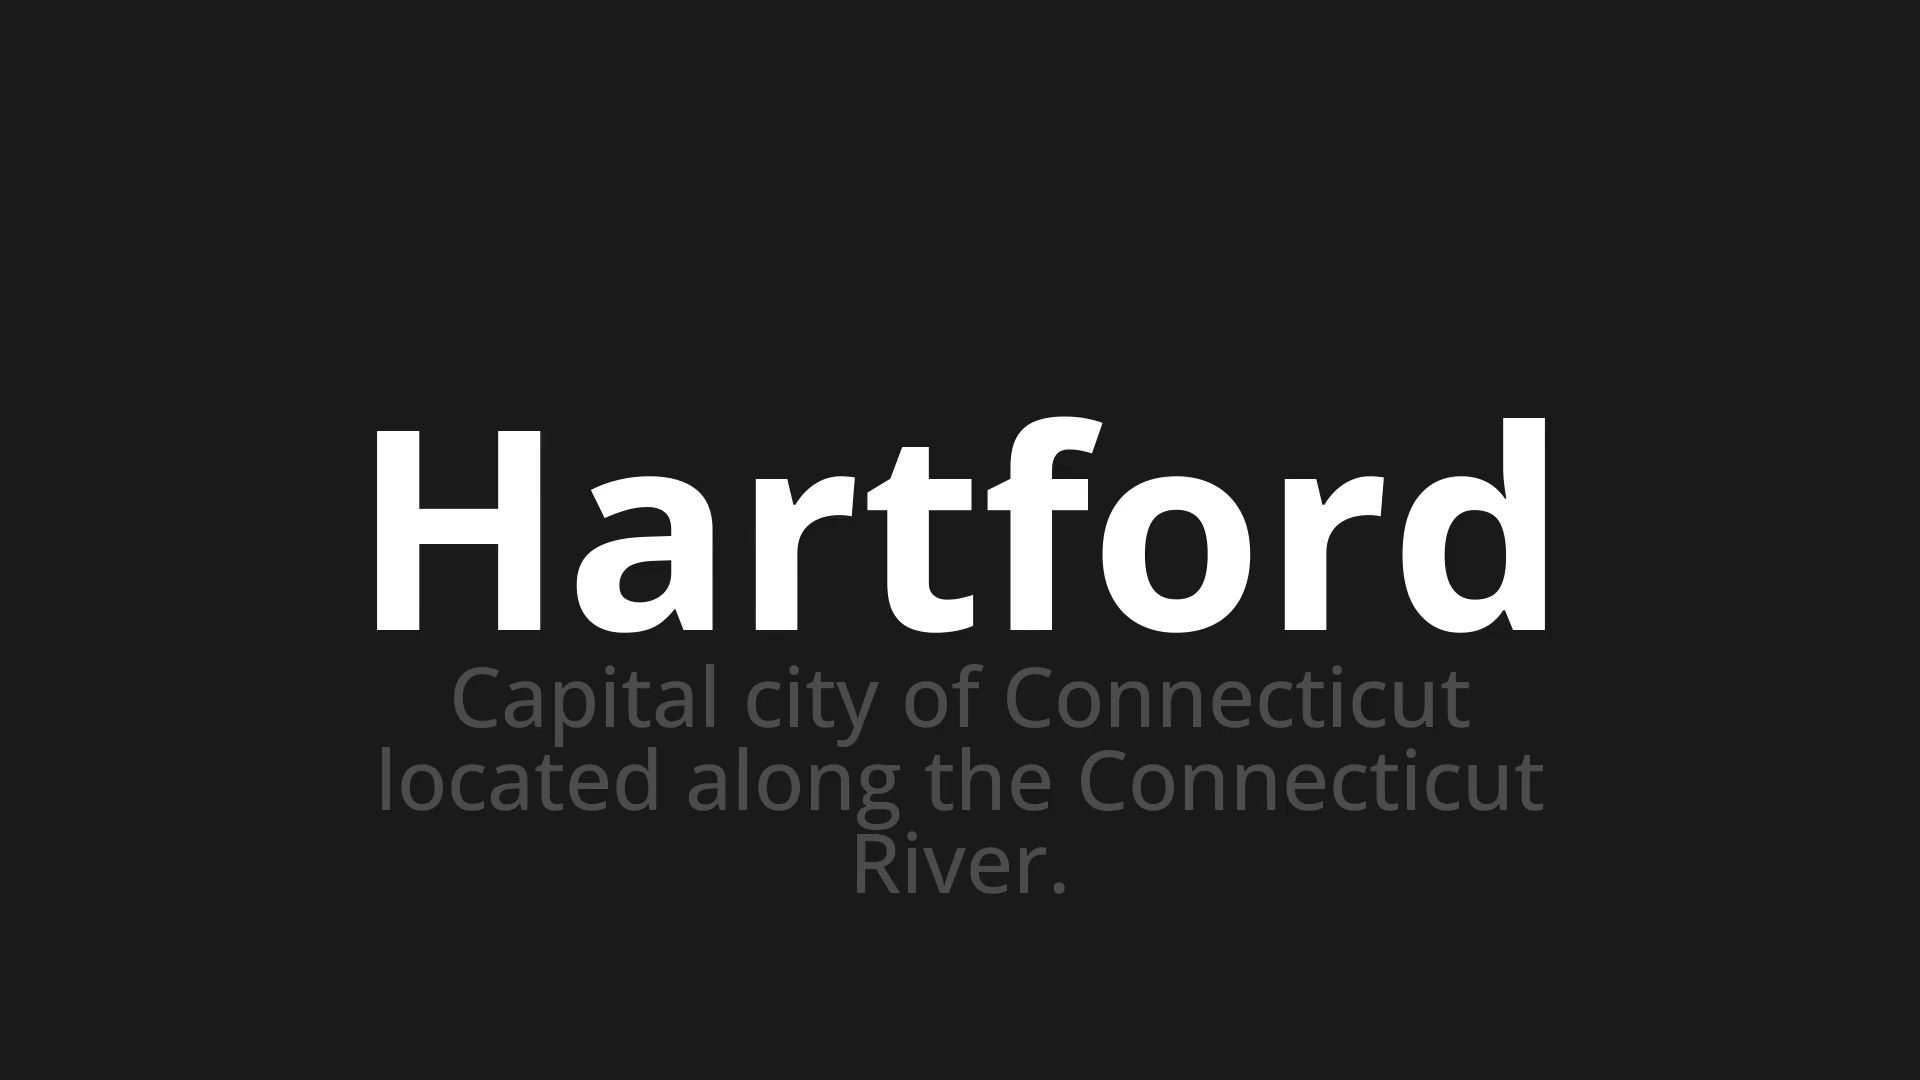 Hartford
Capital city of Connecticut
located along the Connecticut
River.